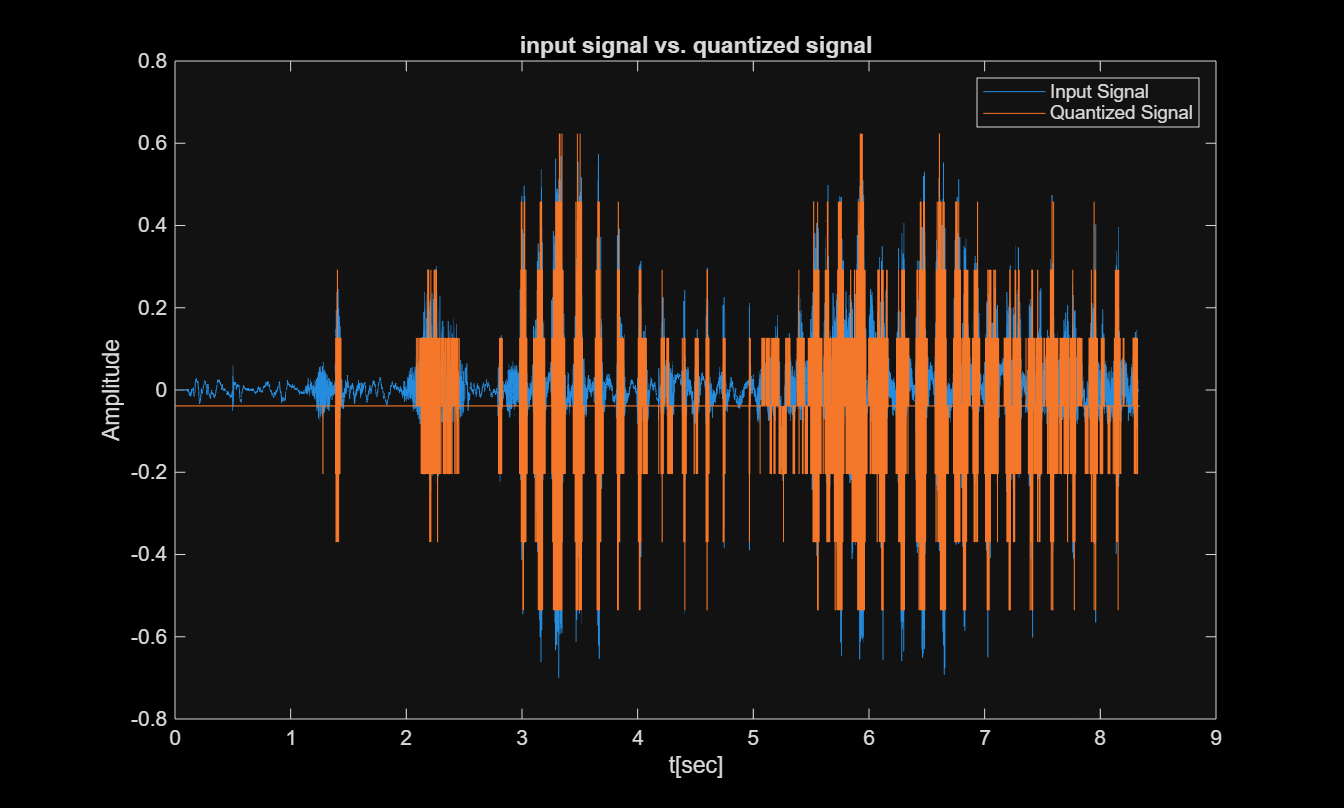 input signal vs. quantized signal
Input Signal
Quantized Signal
0.8
0.6
0.4
0.2
0
-0.2
-0.4
-0.6
-0.8
Amplitude
0 1 2 3 4 5 6 7 8 9
t[sec]